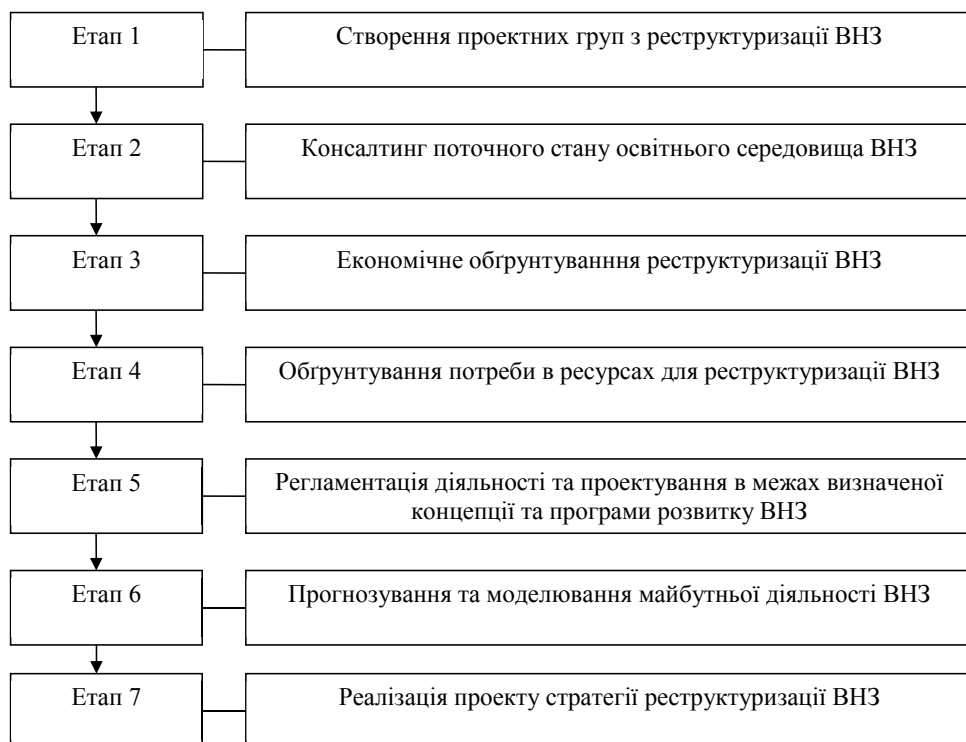 Етап 1
Створення проектних груп з реструктуризації ВНЗ
Етап 2
Консалтинг поточного стану освітнього середовища ВНЗ
Етап 3
Економічне обґрунтуванння реструктуризації ВНЗ
Етап 4
Обґрунтування потреби в ресурсах для реструктуризації ВНЗ
Етап 5
Регламентація діяльності та проектування в межах визначеної
концепції та програми розвитку ВНЗ
Етап 6
Прогнозування та моделювання майбутньої діяльності ВНЗ
Етап 7
Реалізація проекту стратегії реструктуризації ВНЗ